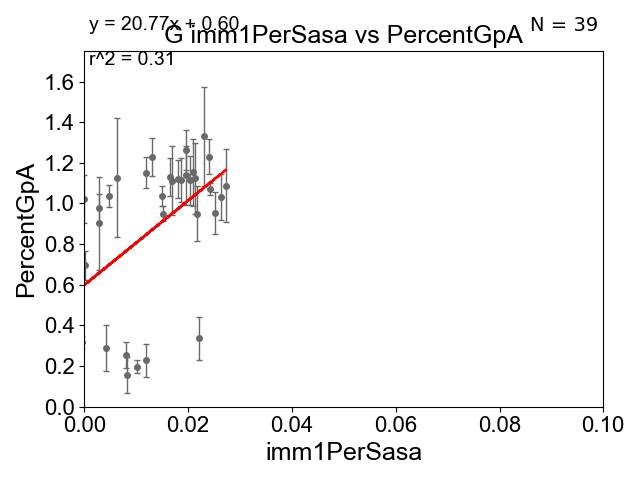 y = 20.77x + 0.60
N = 39
G imm1PerSasa vs PercentGpA
r^2 = 0.31
1.6
1.4
1.2
1.0
0.8
0.6
0.4
0.2
0.0
PercentGpA
0.00 0.02 0.04 0.06 0.08 0.10
imm1PerSasa